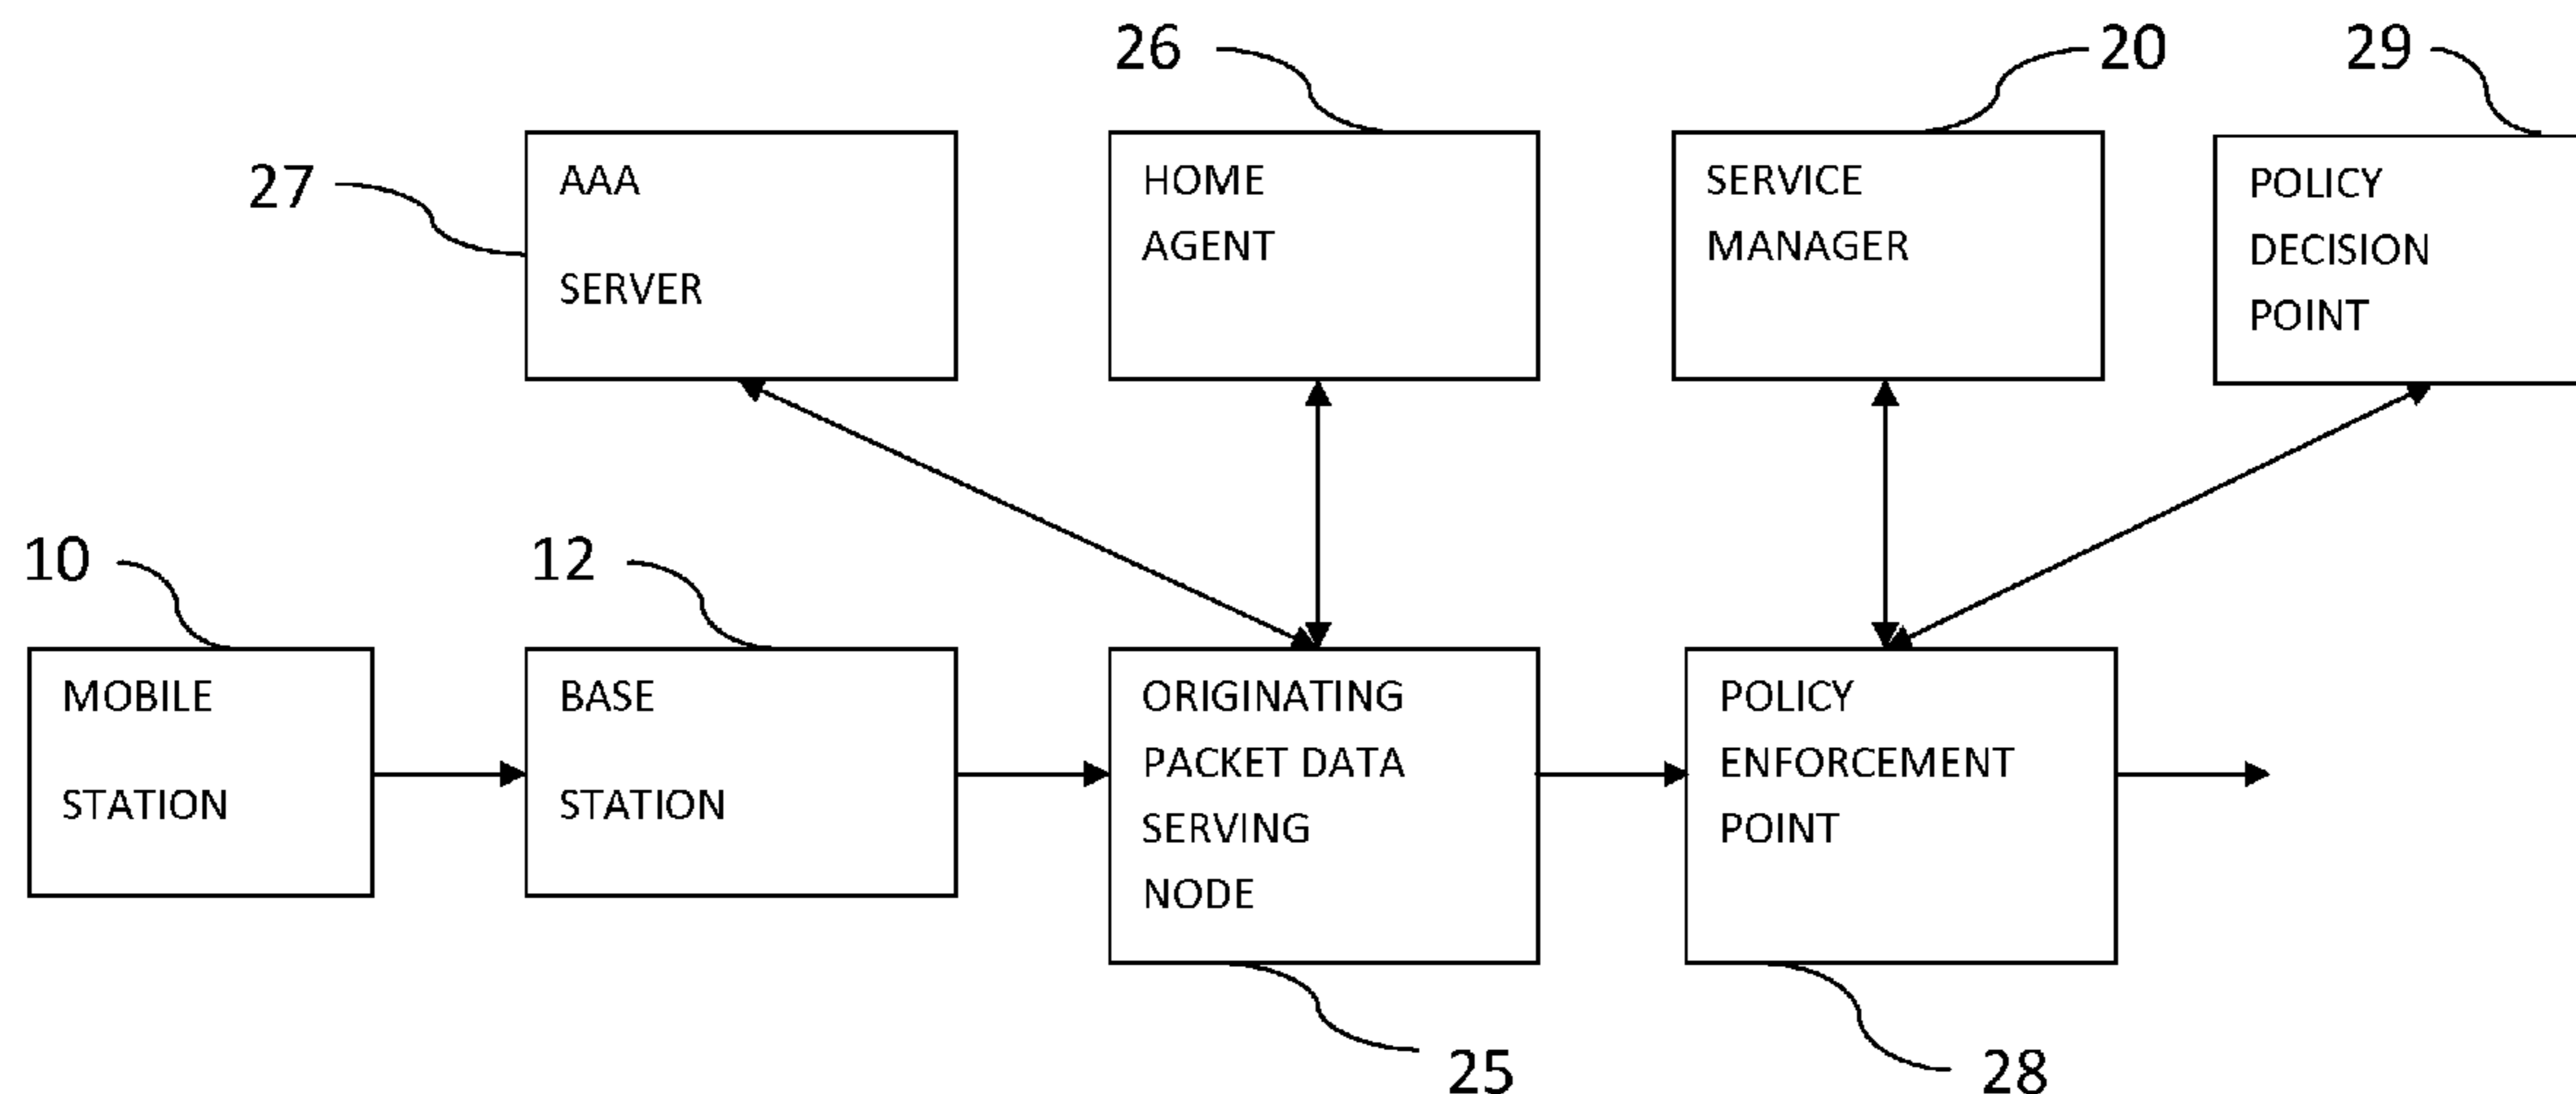 26
20
29
27
AAA
SERVER
HOME
AGENT
SERVICE
MANAGER
POLICY
DECISION
POINT
10
12
MOBILE
STATION
BASE
STATION
ORIGINATING
PACKET DATA
SERVING
NODE
POLICY
ENFORCEMENT
POINT
25
28